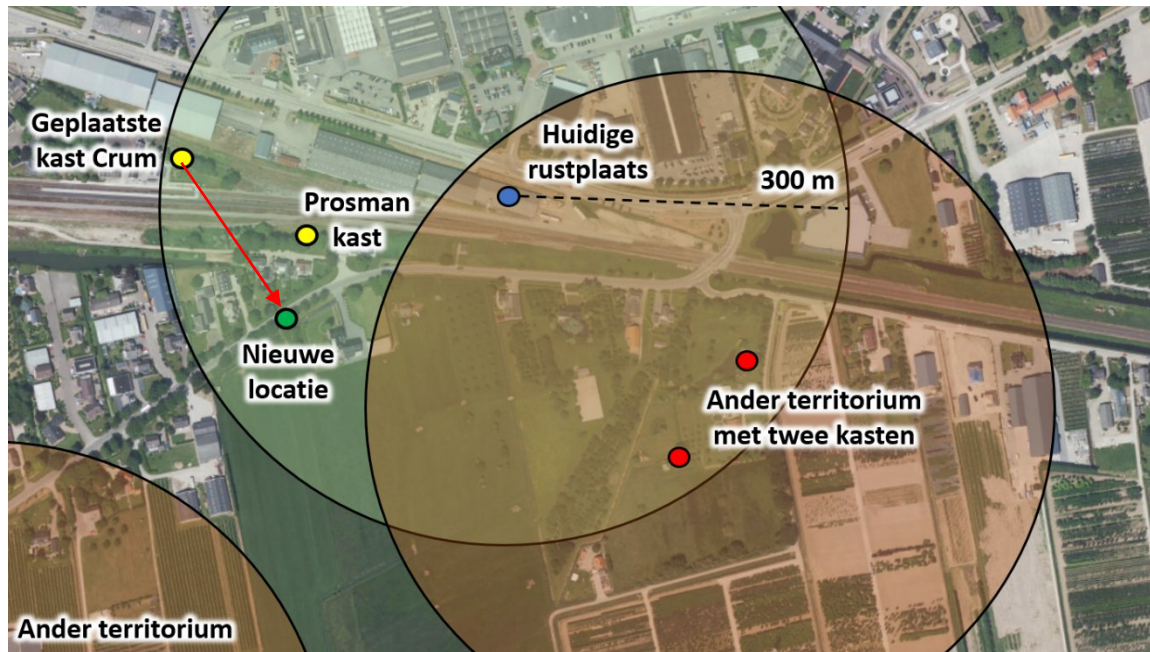 Geplaatste
kast Crum
Huidige
rustplaats
300 m
Prosman
kast
Nieuwe
locatie
Ander territorium
met twee kasten
Ander territorium